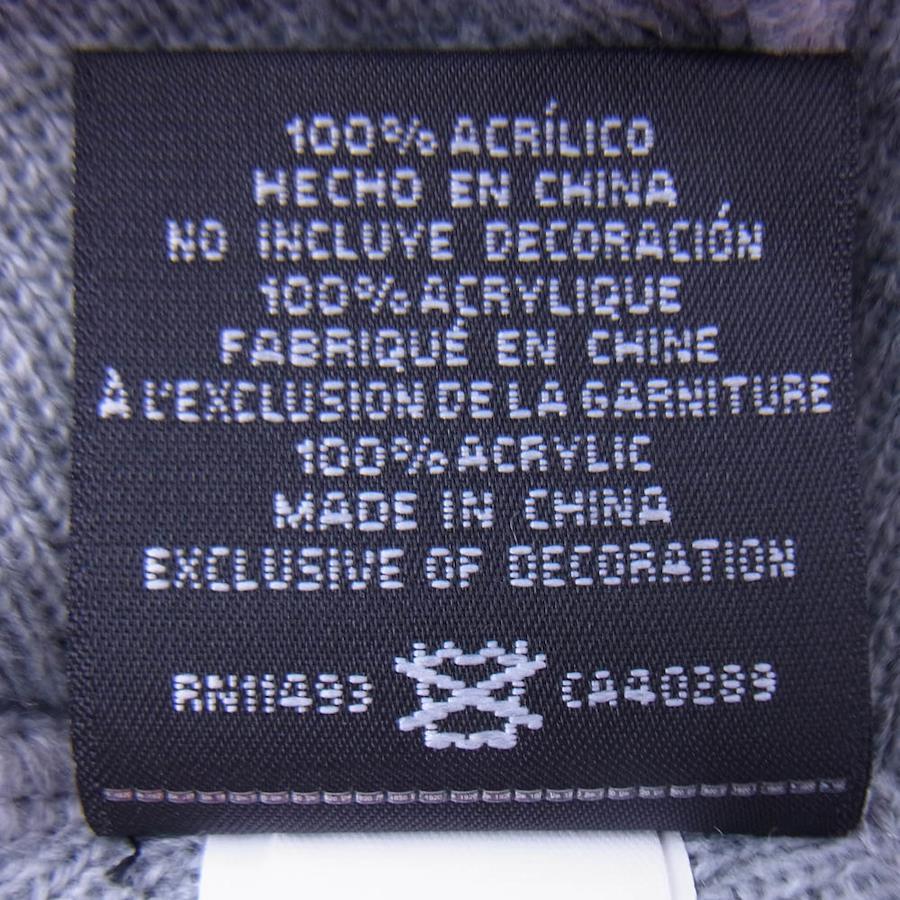 100% ACRÍLICO
HECHO EN CHINA
NO INCLUYE DECORACIÓN
100% ACRYLIQUE
FABRIQUÉ EN CHINE
À L'EXCLUSION DE LA GARNITURE
100% ACRYLIC
MADE IN CHINA
EXCLUSIVE OF DECORATION
RN11493 CA40289